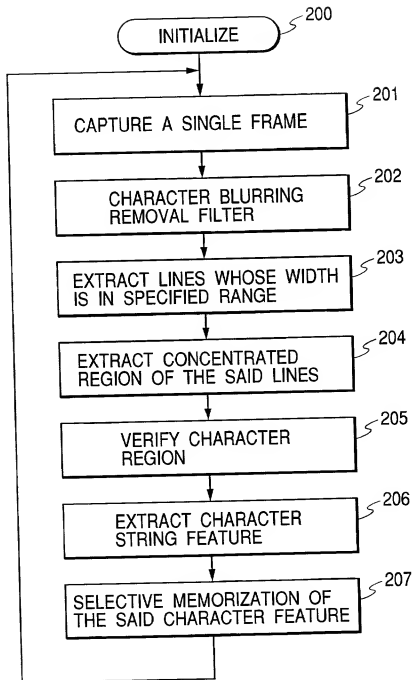 200
INITIALIZE
201
CAPTURE A SINGLE FRAME
202
CHARACTER BLURRING
REMOVAL FILTER
203
EXTRACT LINES WHOSE WIDTH
IS IN SPECIFIED RANGE
204
EXTRACT CONCENTRATED
REGION OF THE SAID LINES
205
VERIFY CHARACTER
REGION
206
EXTRACT CHARACTER
STRING FEATURE
207
SELECTIVE MEMORIZATION OF
THE SAID CHARACTER FEATURE